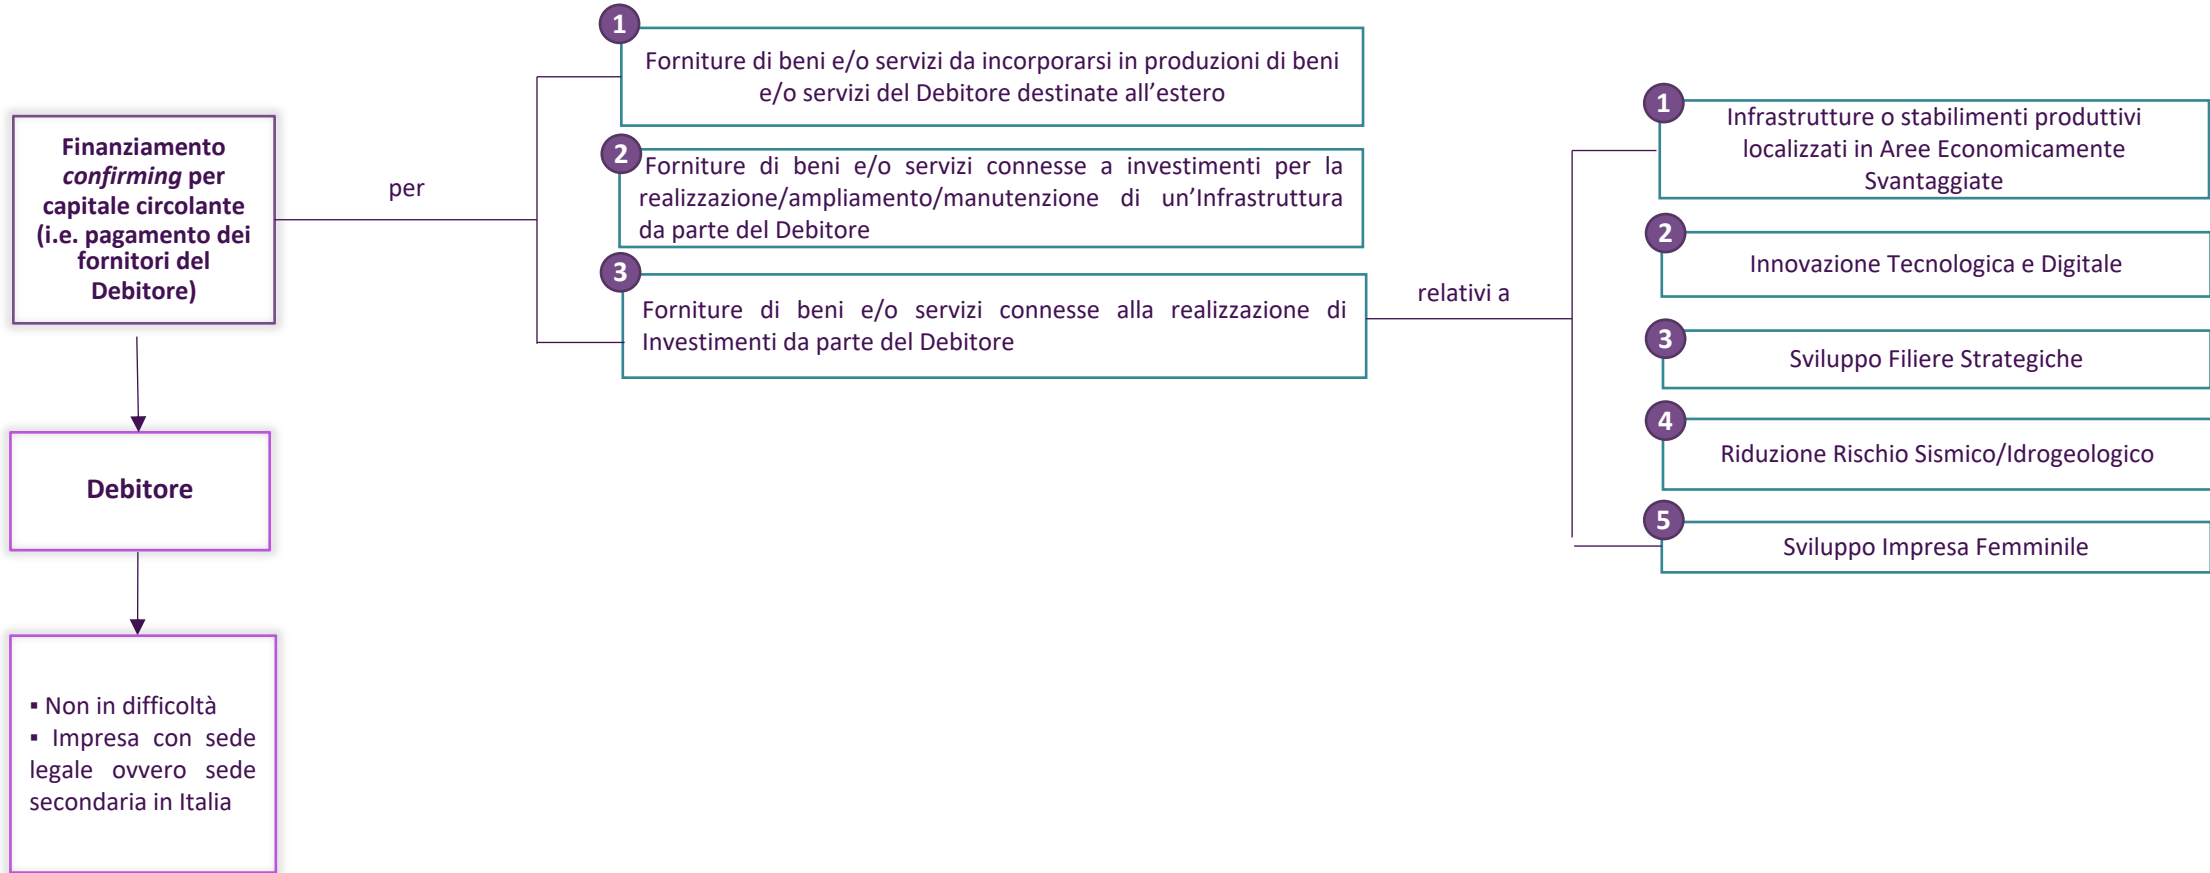 Finanziamento
confirming per
capitale circolante
(i.e. pagamento dei
fornitori del
Debitore)
Debitore
▪ Non in difficoltà
▪ Impresa con sede
legale ovvero sede
secondaria in Italia
per
1
Forniture di beni e/o servizi da incorporarsi in produzioni di beni
e/o servizi del Debitore destinate all’estero
2
Forniture di beni e/o servizi connesse a investimenti per la
realizzazione/ampliamento/manutenzione di un’Infrastruttura
da parte del Debitore
3
Forniture di beni e/o servizi connesse alla realizzazione di
Investimenti da parte del Debitore
relativi a
1
Infrastrutture o stabilimenti produttivi
localizzati in Aree Economicamente
Svantaggiate
2
Innovazione Tecnologica e Digitale
3
Sviluppo Filiere Strategiche
4
Riduzione Rischio Sismico/Idrogeologico
5
Sviluppo Impresa Femminile